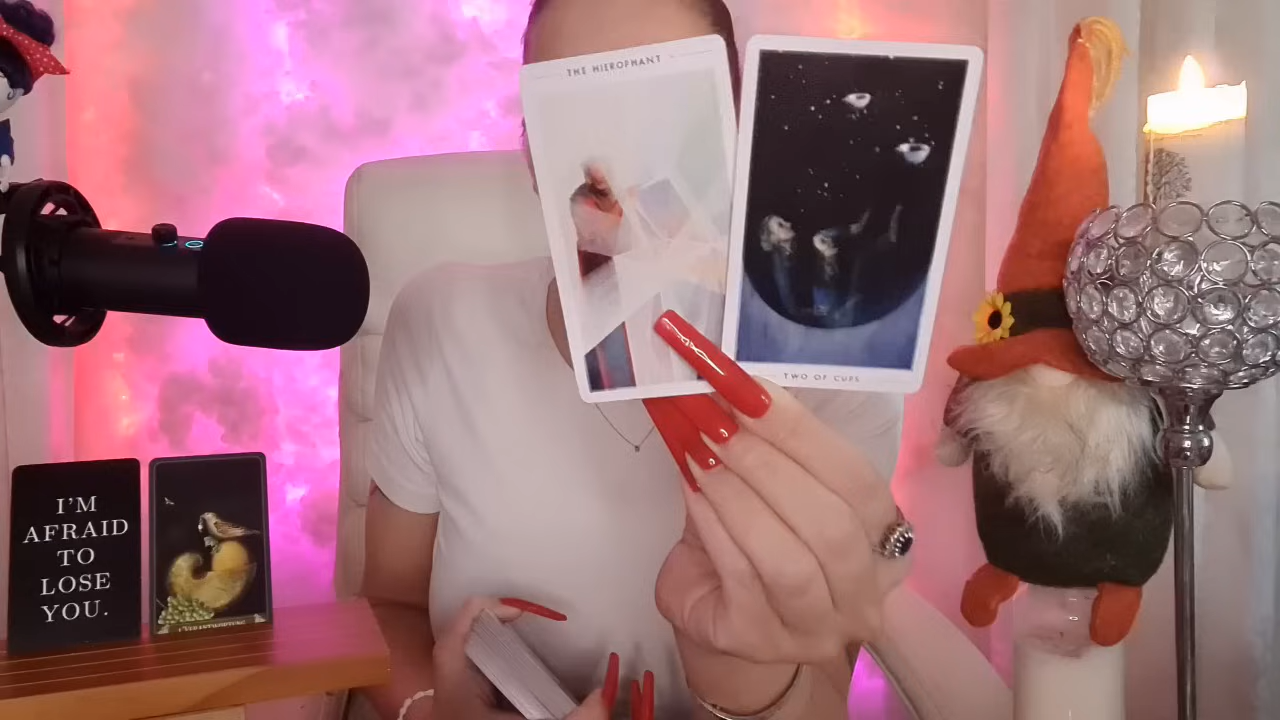 THE HIEROPHANT
TWO OF CUPS
I'M
AFRAID
TO
LOSE
YOU.